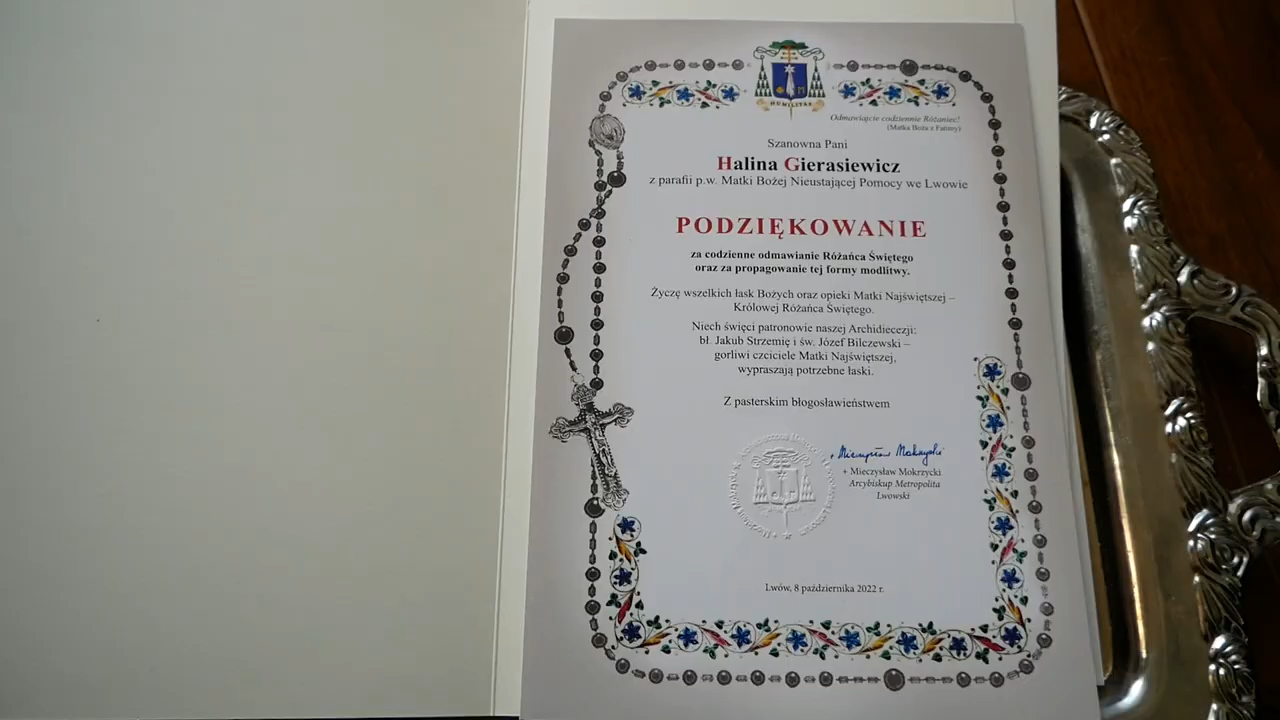 HUMILITAS
Odmawiajcie codziennie Różaniec!
(Matka Boża z Fatimy)
Szanowna Pani
Halina Gierasiewicz
z parafii p.w. Matki Bożej Nieustającej Pomocy we Lwowie
PODZIĘKOWANIE
za codzienne odmawianie Różańca Świętego
oraz za propagowanie tej formy modlitwy.
Życzę wszelkich łask Bożych oraz opieki Matki Najświętszej –
Królowej Różańca Świętego.
Niech święci patronowie naszej Archidiecezji:
bł. Jakub Strzemię i św. Józef Bilczewski –
gorliwi czciciele Matki Najświętszej,
wypraszają potrzebne łaski.
Z pasterskim błogosławieństwem
+ Mieczysław Mokrzycki
+ Mieczysław Mokrzycki
Arcybiskup Metropolita
Lwowski
Lwów, 8 października 2022 r.